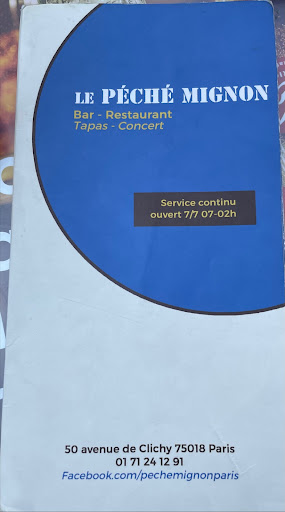 LE PÉCHÉ MIGNON
Bar - Restaurant
Tapas - Concert
Service continu
ouvert 7/7 07-02h
50 avenue de Clichy 75018 Paris
01 71 24 12 91
Facebook.com/pechemignonparis